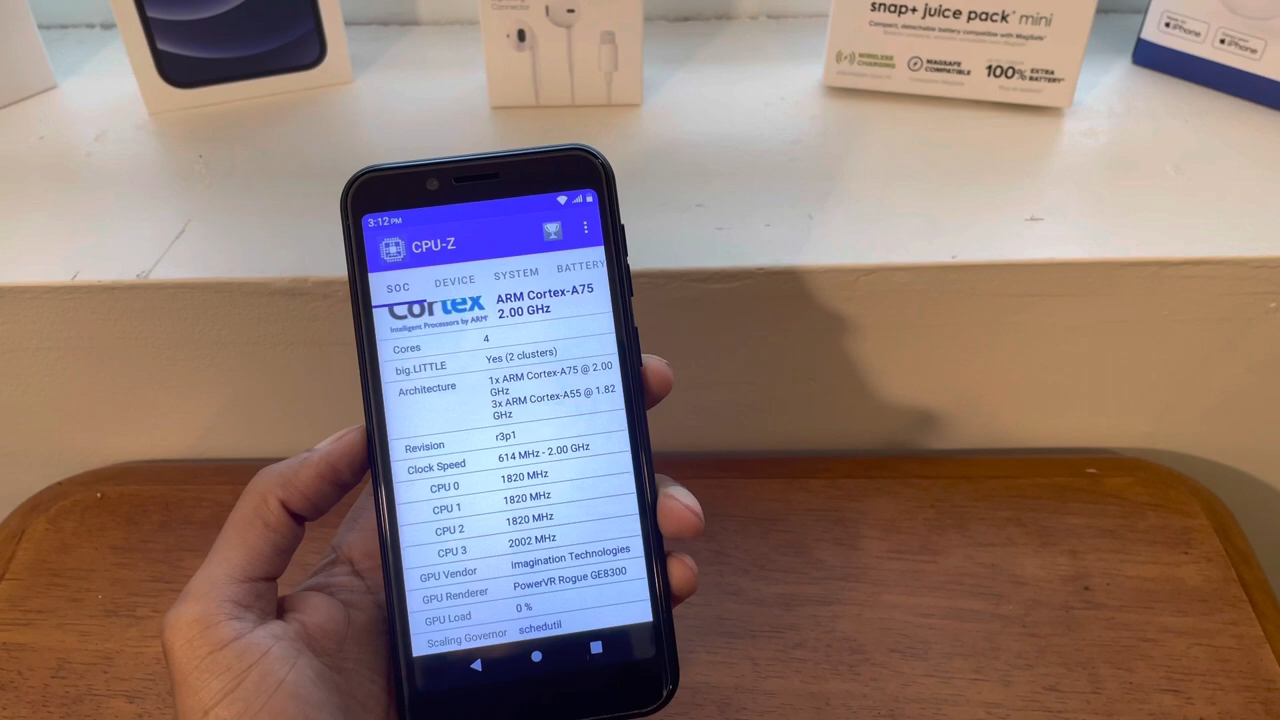 Connector
snap+ juice pack® mini
Compact, detachable battery compatible with MagSafe®
WIRELESS
CHARGING
MAGSAFE
COMPATIBLE
100% EXTRA
BATTERY
iPhone
iPhone
3:12 PM
CPU-Z
SOC DEVICE SYSTEM BATTERY
Cortex
Intelligent Processors by ARM®
ARM Cortex-A75
2.00 GHz
Cores 4
big.LITTLE Yes (2 clusters)
Architecture 1x ARM Cortex-A75 @ 2.00
GHz
3x ARM Cortex-A55 @ 1.82
GHz
Revision r3p1
Clock Speed 614 MHz - 2.00 GHz
CPU 0 1820 MHz
CPU 1 1820 MHz
CPU 2 1820 MHz
CPU 3 2002 MHz
GPU Vendor Imagination Technologies
GPU Renderer PowerVR Rogue GE8300
GPU Load 0 %
Scaling Governor schedutil